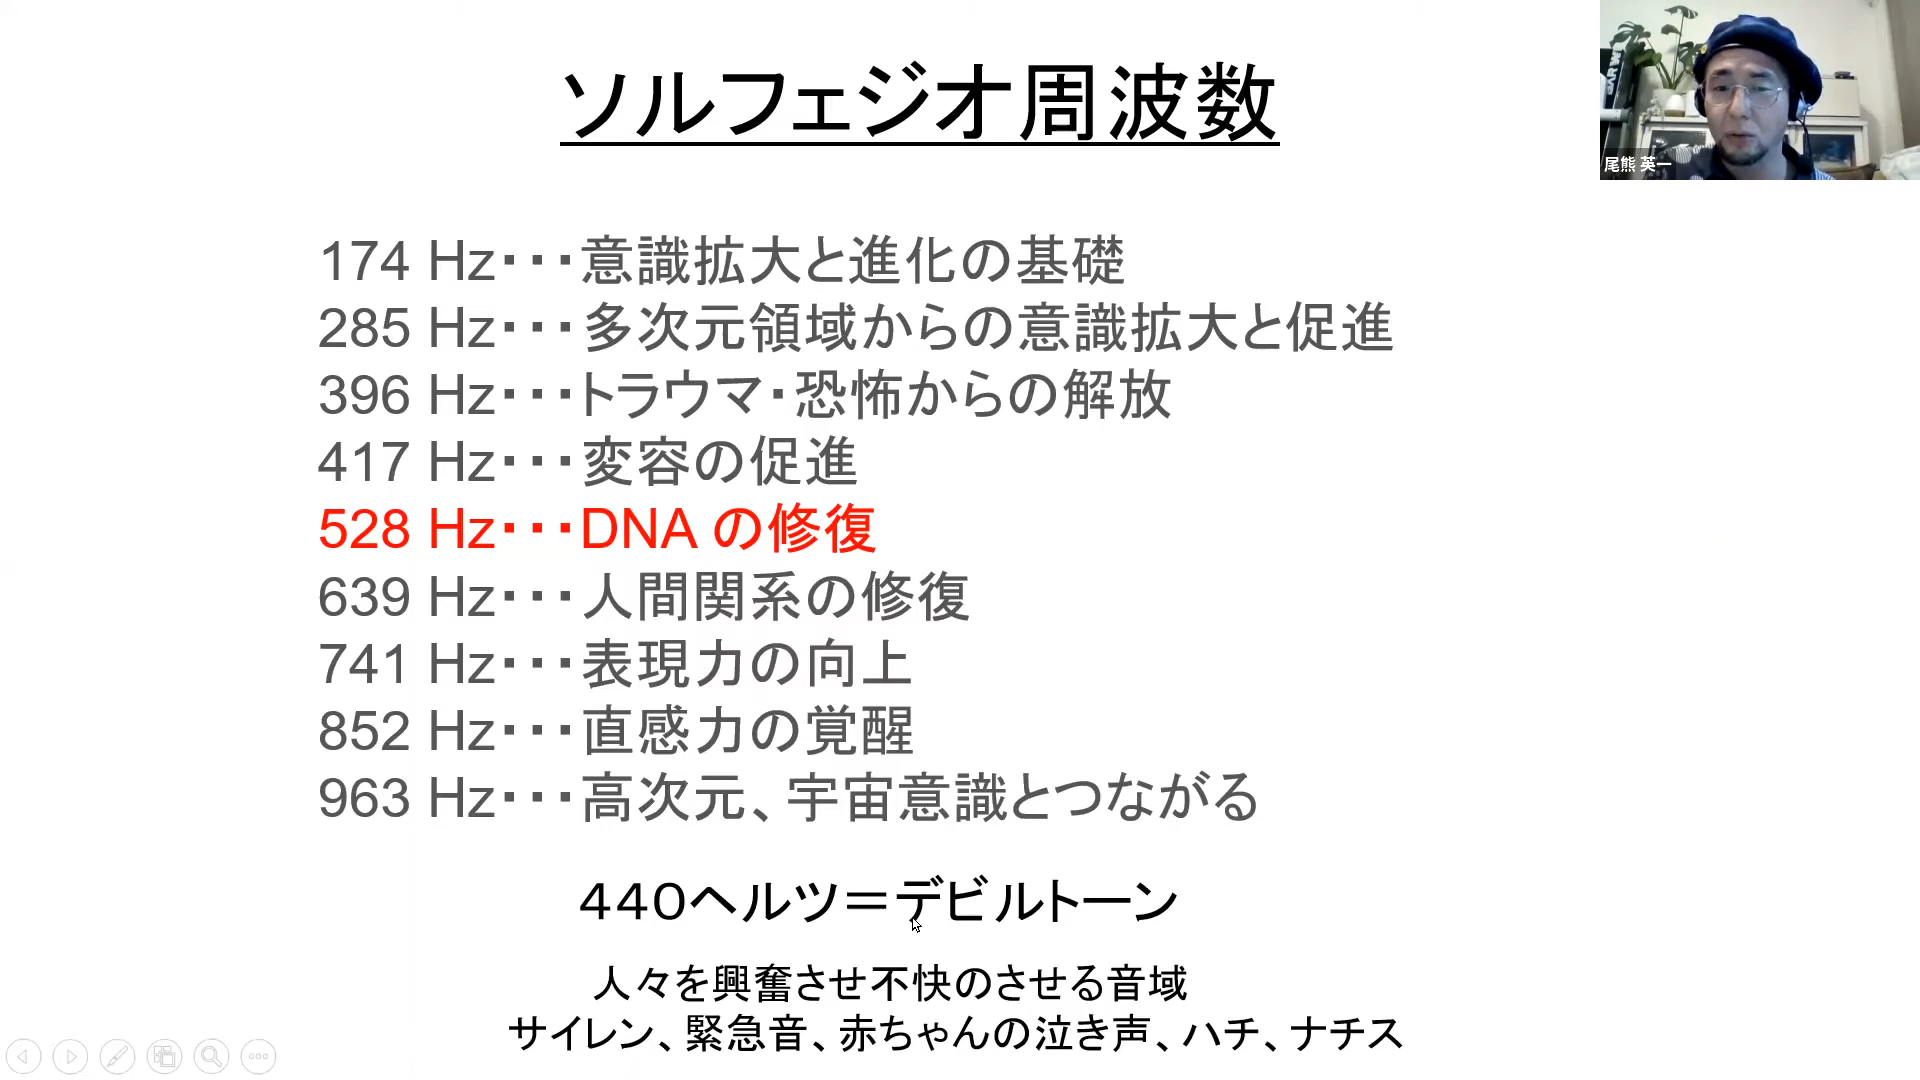 ソルフェジオ周波数
尾熊 英一
174 Hz・・・意識拡大と進化の基礎
285 Hz・・・多次元領域からの意識拡大と促進
396 Hz・・・トラウマ・恐怖からの解放
417 Hz・・・変容の促進
528 Hz・・・DNA の修復
639 Hz・・・人間関系の修復
741 Hz・・・表現力の向上
852 Hz・・・直感力の覚醒
963 Hz・・・高次元、宇宙意識とつながる
４４０ヘルツ＝デビルトーン
人々を興奮させ不快のさせる音域
サイレン、緊急音、赤ちゃんの泣き声、ハチ、ナチス